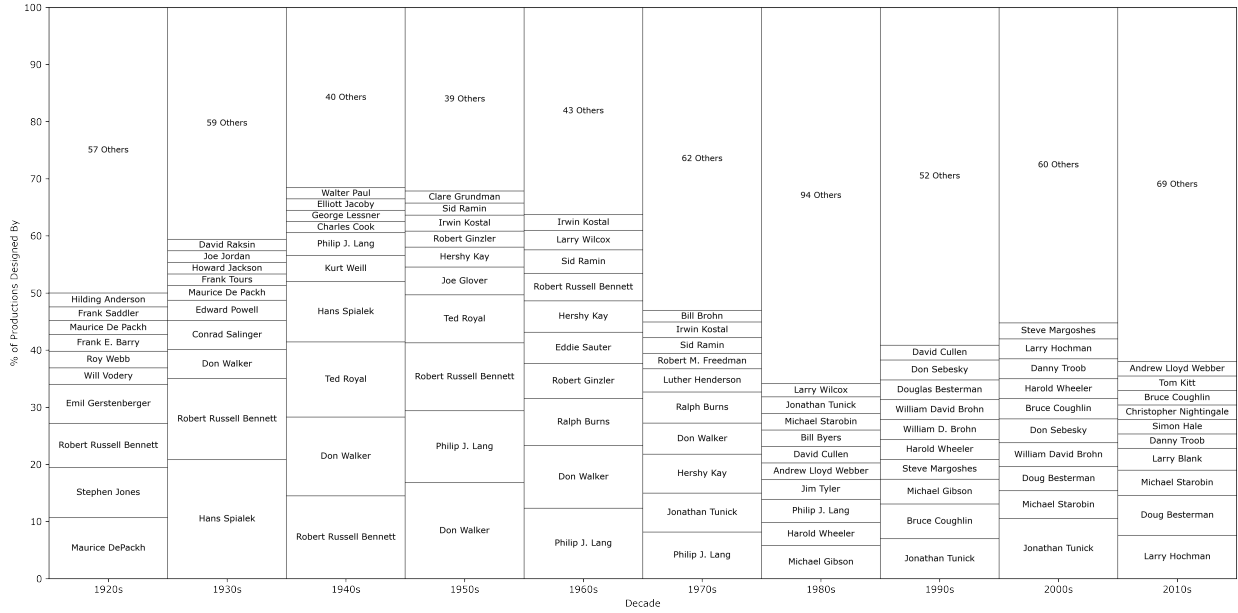 100
90
80
70
60
50
40
30
20
10
0
% of Productions Designed By
57 Others
Hilding Anderson
Frank Saddler
Maurice De Packh
Frank E. Barry
Roy Webb
Will Vodery
Emil Gerstenberger
Robert Russell Bennett
Stephen Jones
Maurice DePackh
1920s
59 Others
David Raksin
Joe Jordan
Howard Jackson
Frank Tours
Maurice De Packh
Edward Powell
Conrad Salinger
Don Walker
Robert Russell Bennett
Hans Spialek
1930s
40 Others
Walter Paul
Elliott Jacoby
George Lessner
Charles Cook
Philip J. Lang
Kurt Weill
Hans Spialek
Ted Royal
Don Walker
Robert Russell Bennett
1940s
39 Others
Clare Grundman
Sid Ramin
Irwin Kostal
Robert Ginzler
Hershy Kay
Joe Glover
Ted Royal
Robert Russell Bennett
Philip J. Lang
Don Walker
1950s
43 Others
Irwin Kostal
Larry Wilcox
Sid Ramin
Robert Russell Bennett
Hershy Kay
Eddie Sauter
Robert Ginzler
Ralph Burns
Don Walker
Philip J. Lang
1960s
62 Others
Bill Brohn
Irwin Kostal
Sid Ramin
Robert M. Freedman
Luther Henderson
Ralph Burns
Don Walker
Hershy Kay
Jonathan Tunick
Philip J. Lang
1970s
94 Others
Larry Wilcox
Jonathan Tunick
Michael Starobin
Bill Byers
David Cullen
Andrew Lloyd Webber
Jim Tyler
Philip J. Lang
Harold Wheeler
Michael Gibson
1980s
52 Others
David Cullen
Don Sebesky
Douglas Besterman
William David Brohn
William D. Brohn
Harold Wheeler
Steve Margoshes
Michael Gibson
Bruce Coughlin
Jonathan Tunick
1990s
60 Others
Steve Margoshes
Larry Hochman
Danny Troob
Harold Wheeler
Bruce Coughlin
Don Sebesky
William David Brohn
Doug Besterman
Michael Starobin
Jonathan Tunick
2000s
69 Others
Andrew Lloyd Webber
Tom Kitt
Bruce Coughlin
Christopher Nightingale
Simon Hale
Danny Troob
Larry Blank
Michael Starobin
Doug Besterman
Larry Hochman
2010s
Decade